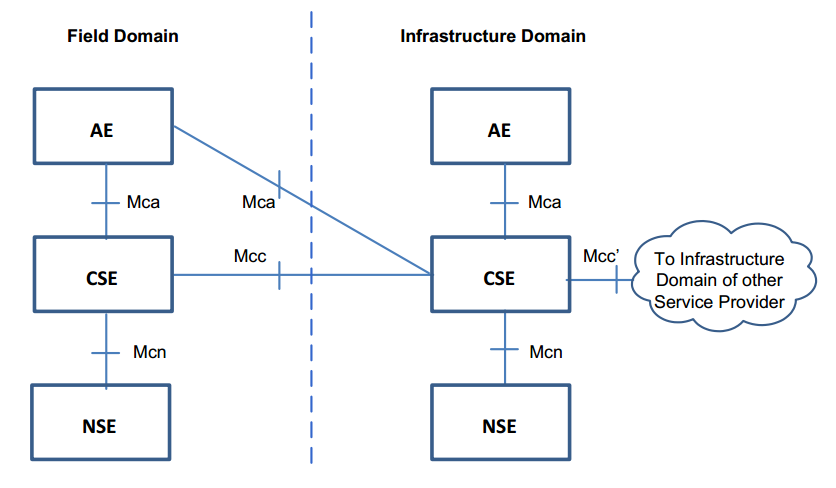 Field Domain
Infrastructure Domain
AE
AE
Mca
Mca
Mca
Mcc
Mcc’
CSE
CSE
To Infrastructure
Domain of other
Service Provider
Mcn
Mcn
NSE
NSE